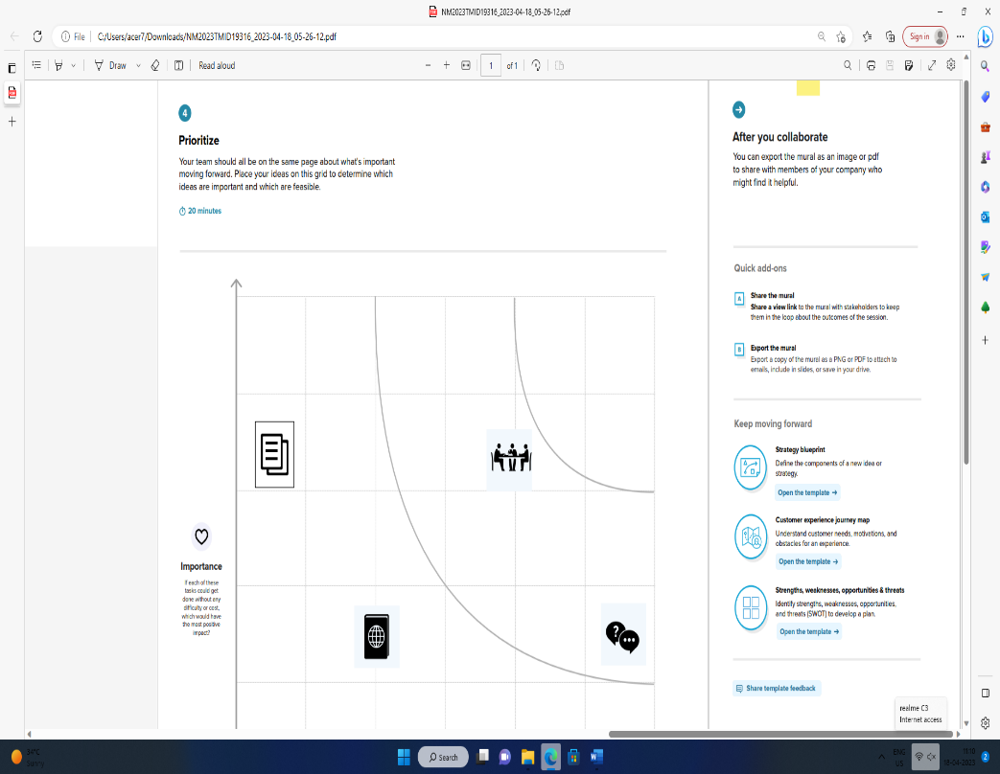 NM2023TMID19316_2023-04-18_05-26-12.pdf
File
C:/Users/acer7/Downloads/NM2023TMID19316_2023-04-18_05-26-12.pdf
Sign in
Draw
Read aloud
1
of 1
4
Prioritize
Your team should all be on the same page about what's important
moving forward. Place your ideas on this grid to determine which
ideas are important and which are feasible.
20 minutes
Importance
If each of these
tasks could get
done without any
difficulty or cost,
which would have
the most positive
impact?
?
After you collaborate
You can export the mural as an image or pdf
to share with members of your company who
might find it helpful.
Quick add-ons
A
Share the mural
Share a view link to the mural with stakeholders to keep
them in the loop about the outcomes of the session.
B
Export the mural
Export a copy of the mural as a PNG or PDF to attach to
emails, include in slides, or save in your drive.
Keep moving forward
Strategy blueprint
Define the components of a new idea or
strategy.
Open the template
Customer experience journey map
Understand customer needs, motivations, and
obstacles for an experience.
Open the template
Strengths, weaknesses, opportunities & threats
Identify strengths, weaknesses, opportunities,
and threats (SWOT) to develop a plan.
Open the template
Share template feedback
realme C3
Internet access
34°C
Sunny
Search
ENG
US
11:10
18-04-2023
2